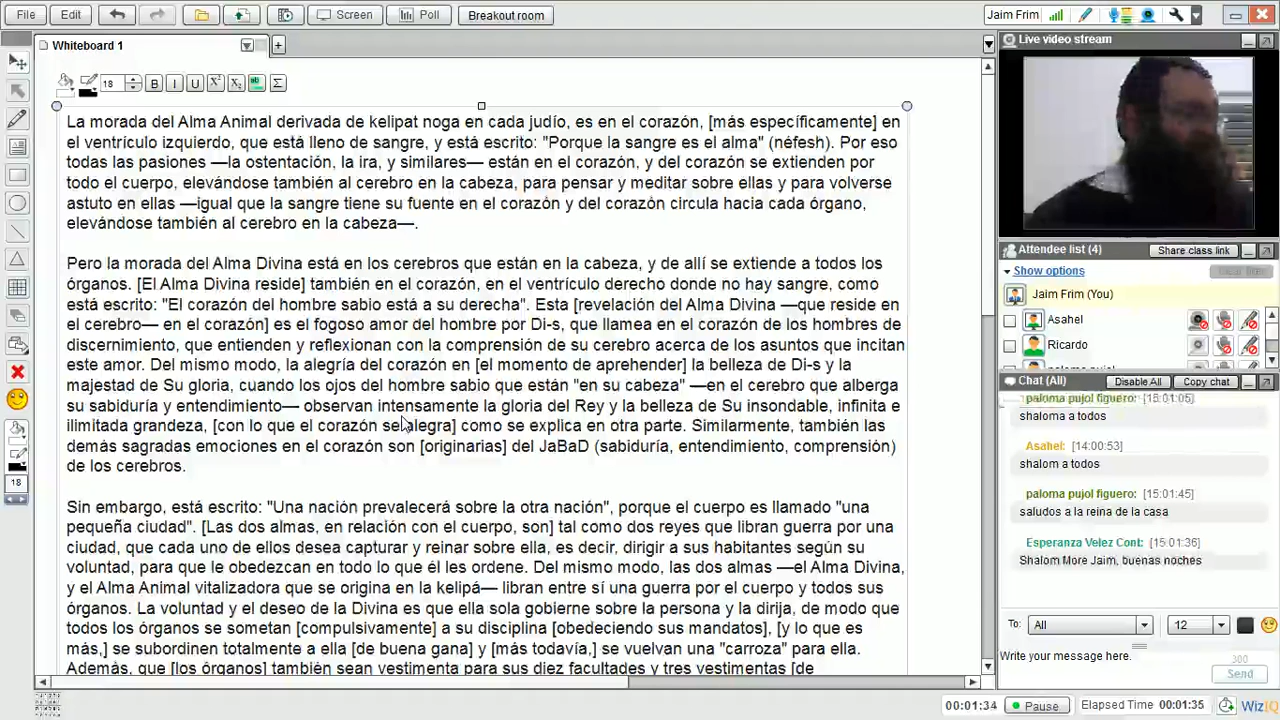 File Edit Screen Poll Breakout room Jaim Frim
Whiteboard 1
18 B I U X² X₂ ab Σ
La morada del Alma Animal derivada de kelipat noga en cada judío, es en el corazón, [más específicamente] en
el ventrículo izquierdo, que está lleno de sangre, y está escrito: "Porque la sangre es el alma" (néfesh). Por eso
todas las pasiones —la ostentación, la ira, y similares— están en el corazón, y del corazón se extienden por
todo el cuerpo, elevándose también al cerebro en la cabeza, para pensar y meditar sobre ellas y para volverse
astuto en ellas —igual que la sangre tiene su fuente en el corazón y del corazón circula hacia cada órgano,
elevándose también al cerebro en la cabeza—.
Pero la morada del Alma Divina está en los cerebros que están en la cabeza, y de allí se extiende a todos los
órganos. [El Alma Divina reside] también en el corazón, en el ventrículo derecho donde no hay sangre, como
está escrito: "El corazón del hombre sabio está a su derecha". Esta [revelación del Alma Divina —que reside en
el cerebro— en el corazón] es el fogoso amor del hombre por Di-s, que llamea en el corazón de los hombres de
discernimiento, que entienden y reflexionan con la comprensión de su cerebro acerca de los asuntos que incitan
este amor. Del mismo modo, la alegría del corazón en [el momento de aprehender] la belleza de Di-s y la
majestad de Su gloria, cuando los ojos del hombre sabio que están "en su cabeza" —en el cerebro que alberga
su sabiduría y entendimiento— observan intensamente la gloria del Rey y la belleza de Su insondable, infinita e
ilimitada grandeza, [con lo que el corazón se alegra] como se explica en otra parte. Similarmente, también las
demás sagradas emociones en el corazón son [originarias] del JaBaD (sabiduría, entendimiento, comprensión)
de los cerebros.
Sin embargo, está escrito: "Una nación prevalecerá sobre la otra nación", porque el cuerpo es llamado "una
pequeña ciudad". [Las dos almas, en relación con el cuerpo, son] tal como dos reyes que libran guerra por una
ciudad, que cada uno de ellos desea capturar y reinar sobre ella, es decir, dirigir a sus habitantes según su
voluntad, para que le obedezcan en todo lo que él les ordene. Del mismo modo, las dos almas —el Alma Divina,
y el Alma Animal vitalizadora que se origina en la kelipá— libran entre sí una guerra por el cuerpo y todos sus
órganos. La voluntad y el deseo de la Divina es que ella sola gobierne sobre la persona y la dirija, de modo que
todos los órganos se sometan [compulsivamente] a su disciplina [obedeciendo sus mandatos], [y lo que es
más,] se subordinen totalmente a ella [de buena gana] y [más todavía,] se vuelvan una "carroza" para ella.
Además, que [los órganos] también sean vestimenta para sus diez facultades y tres vestimentas [de
18
Live video stream
Attendee list (4) Share class link
Show options
Jaim Frim (You)
Asahel
Ricardo
Chat (All) Disable All Copy chat
paloma pujol figuero: [15:01:05]
shaloma a todos
Asahel: [14:00:53]
shalom a todos
paloma pujol figuero: [15:01:45]
saludos a la reina de la casa
Esperanza Velez Cont: [15:01:36]
Shalom More Jaim, buenas noches
To: All 12
Write your message here.
300
Send
00:01:34 Pause Elapsed Time 00:01:35 WizIQ